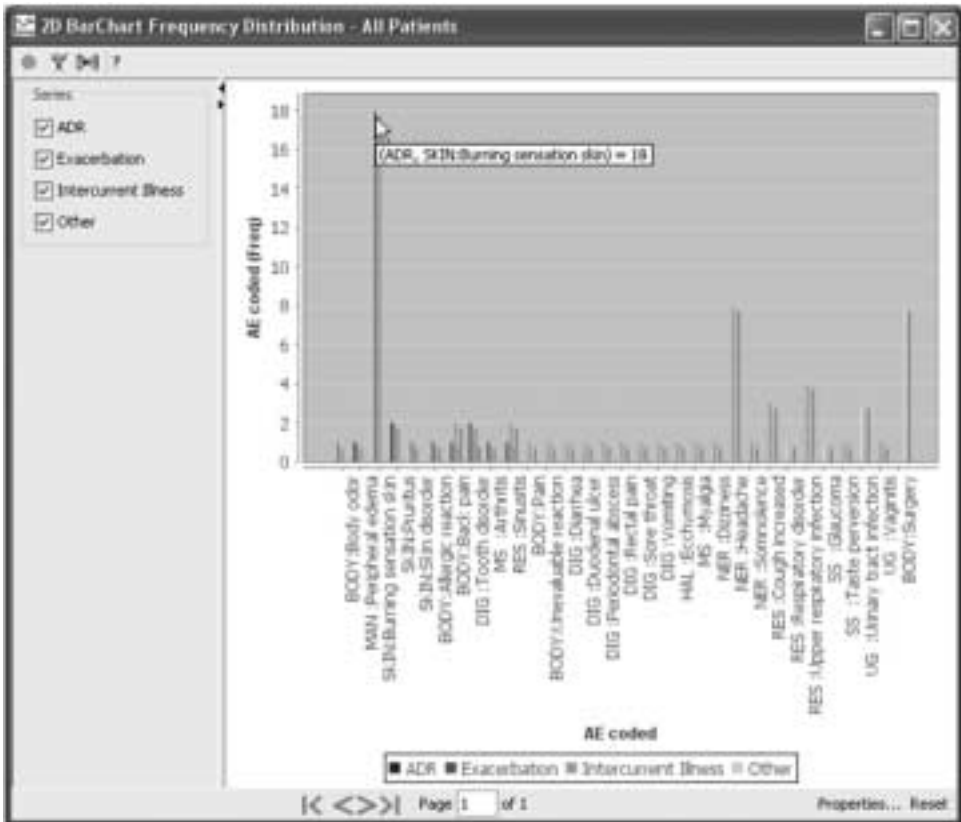 2D BarChart Frequency Distribution - All Patients
?
Series
ADR
Exacerbation
Intercurrent Illness
Other
AE coded (Freq)
18
16
14
12
10
8
6
4
2
0
(ADR, SKIN:Burning sensation skin) = 18
BODY:Body odor
MAN :Peripheral edema
SKIN:Burning sensation skin
SKIN:Pruritus
SKIN:Skin disorder
BODY:Allergic reaction
BODY:Back pain
DIG :Tooth disorder
MS :Arthritis
RES :Sinusitis
BODY:Pain
BODY:Unevaluable reaction
DIG :Diarrhea
DIG :Duodenal ulcer
DIG :Periodontal abscess
DIG :Rectal pain
DIG :Sore throat
DIG :Vomiting
HAL :Ecchymosis
MS :Myalgia
NER :Dizziness
NER :Headache
NER :Somnolence
RES :Cough increased
RES :Respiratory disorder
RES :Upper respiratory infection
SS :Glaucoma
SS :Taste perversion
UG :Urinary tract infection
UG :Vaginitis
BODY:Surgery
AE coded
ADR Exacerbation Intercurrent Illness Other
|< < > >| Page 1 of 1 Properties... Reset